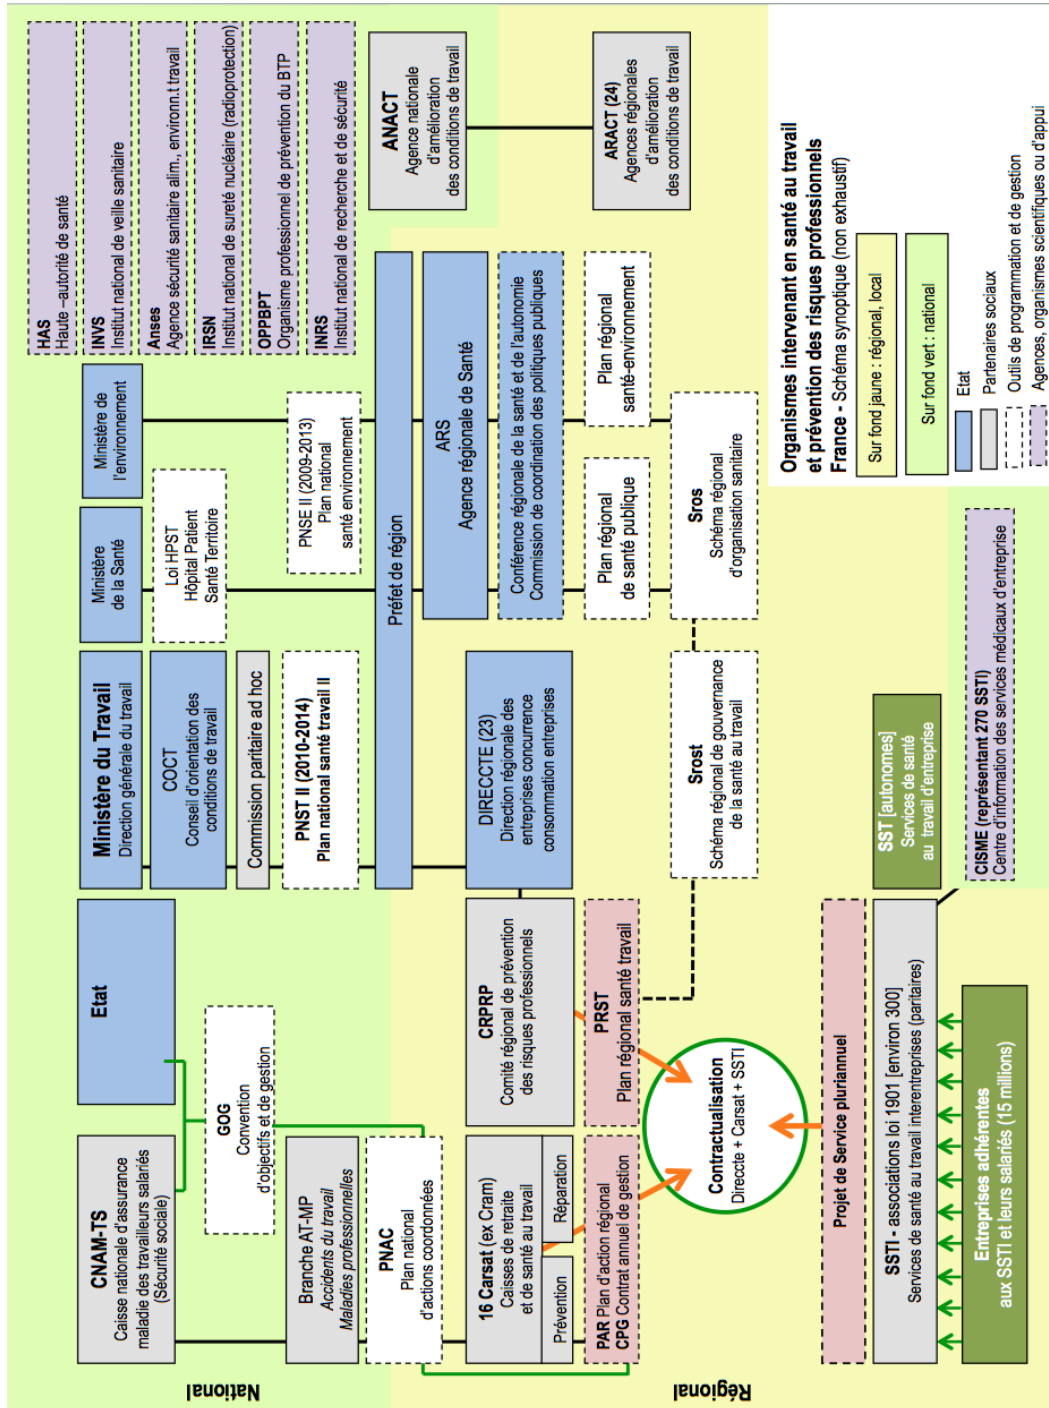 National
Régional
CNAM-TS
Caisse nationale d'assurance
maladie des travailleurs salariés
(Sécurité sociale)
Etat
GOG
Convention
d'objectifs et de gestion
Branche AT-MP
Accidents du travail
Maladies professionnelles
PNAC
Plan national
d'actions coordonnées
Ministère du Travail
Direction générale du travail
COCT
Conseil d'orientation des
conditions de travail
Commission paritaire ad hoc
PNST II (2010-2014)
Plan national santé travail II
Ministère
de la Santé
Ministère de
l'environnement
Loi HPST
Hôpital Patient
Santé Territoire
PNSE II (2009-2013)
Plan national
santé environnement
HAS
Haute –autorité de santé
INVS
Institut national de veille sanitaire
Anses
Agence sécurité sanitaire alim., environn.t travail
IRSN
Institut national de sureté nucléaire (radioprotection)
OPPBPT
Organisme professionnel de prévention du BTP
INRS
Institut national de recherche et de sécurité
Préfet de région
ANACT
Agence nationale
d'amélioration
des conditions de travail
16 Carsat (ex Cram)
Caisses de retraite
et de santé au travail
Prévention
Réparation
CRPRP
Comité régional de prévention
des risques professionnels
DIRECCTE (23)
Direction régionale des
entreprises concurrence
consommation entreprises
ARS
Agence régionale de Santé
Conférence régionale de la santé et de l'autonomie
Commission de coordination des politiques publiques
PAR Plan d'action régional
CPG Contrat annuel de gestion
PRST
Plan régional santé travail
Plan régional
de santé publique
Plan régional
santé-environnement
ARACT (24)
Agences régionales
d'amélioration
des conditions de travail
Contractualisation
Direccte + Carsat + SSTI
Srost
Schéma régional de gouvernance
de la santé au travail
Sros
Schéma régional
d'organisation sanitaire
Projet de Service pluriannuel
SSTI - associations loi 1901 [environ 300]
Services de santé au travail interentreprises (paritaires)
SST [autonomes]
Services de santé
au travail d'entreprise
Entreprises adhérentes
aux SSTI et leurs salariés (15 millions)
CISME (représentant 270 SSTI)
Centre d'information des services médicaux d'entreprise
Organismes intervenant en santé au travail
et prévention des risques professionnels
France - Schéma synoptique (non exhaustif)
Sur fond jaune : régional, local
Sur fond vert : national
Etat
Partenaires sociaux
Outils de programmation et de gestion
Agences, organismes scientifiques ou d'appui